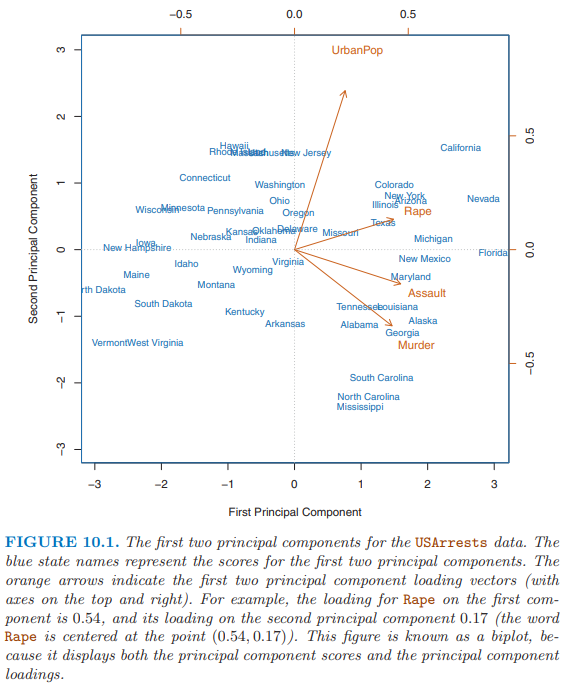 −0.5 0.0 0.5
UrbanPop
3
2
1
0
−1
−2
−3
Second Principal Component
0.5
0.0
−0.5
Hawaii
Rhode Island Massachusetts New Jersey
California
Connecticut
Washington
Colorado
Ohio
New York
Illinois
Arizona
Nevada
Wisconsin
Minnesota
Pennsylvania
Oregon
Rape
Texas
Kansas
Oklahoma
Delaware
Missouri
Nebraska
Indiana
Michigan
Iowa
New Hampshire
Florida
Idaho
Virginia
New Mexico
Wyoming
Maine
Maryland
Montana
rth Dakota
Assault
South Dakota
Kentucky
Tennessee
Louisiana
Arkansas
Alabama
Alaska
Georgia
Vermont
West Virginia
Murder
South Carolina
North Carolina
Mississippi
−3 −2 −1 0 1 2 3
First Principal Component
FIGURE 10.1. The first two principal components for the USArrests data. The
blue state names represent the scores for the first two principal components. The
orange arrows indicate the first two principal component loading vectors (with
axes on the top and right). For example, the loading for Rape on the first com-
ponent is 0.54, and its loading on the second principal component 0.17 (the word
Rape is centered at the point (0.54, 0.17)). This figure is known as a biplot, be-
cause it displays both the principal component scores and the principal component
loadings.